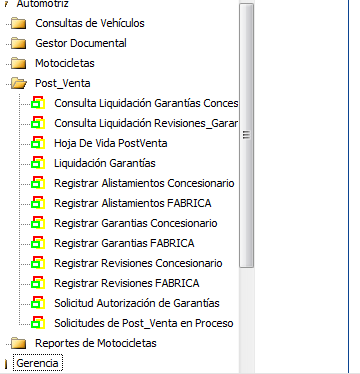 Automotriz
Consultas de Vehículos
Gestor Documental
Motocicletas
Post_Venta
Consulta Liquidación Garantías Conces
Consulta Liquidación Revisiones_Garar
Hoja De Vida PostVenta
Liquidación Garantías
Registrar Alistamientos Concesionario
Registrar Alistamientos FABRICA
Registrar Garantias Concesionario
Registrar Garantias FABRICA
Registrar Revisiones Concesionario
Registrar Revisiones FABRICA
Solicitud Autorización de Garantías
Solicitudes de Post_Venta en Proceso
Reportes de Motocicletas
Gerencia